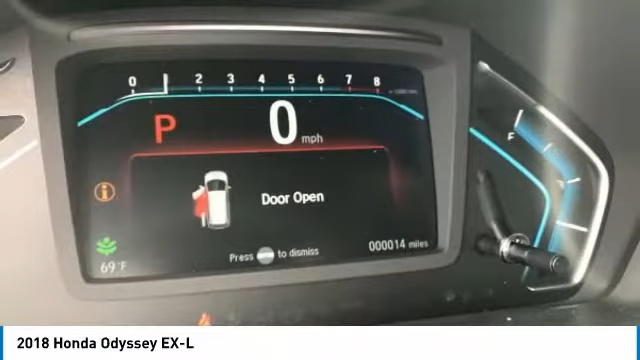 0 1 2 3 4 5 6 7 8
P 0 mph
F
Door Open
Press to dismiss
69°F
000014 miles
2018 Honda Odyssey EX-L